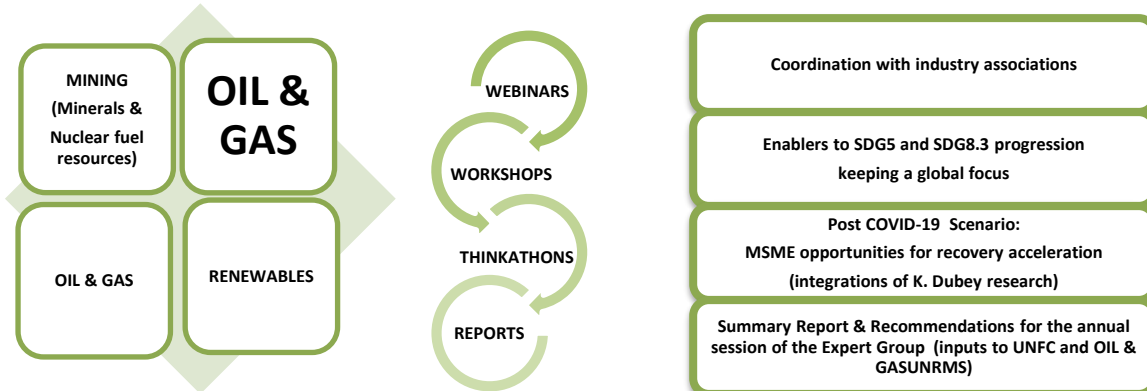 MINING
(Minerals &
Nuclear fuel
resources)
OIL &
GAS
OIL & GAS
RENEWABLES
WEBINARS
WORKSHOPS
THINKATHONS
REPORTS
Coordination with industry associations
Enablers to SDG5 and SDG8.3 progression
keeping a global focus
Post COVID-19 Scenario:
MSME opportunities for recovery acceleration
(integrations of K. Dubey research)
Summary Report & Recommendations for the annual
session of the Expert Group (inputs to UNFC and OIL &
GASUNRMS)